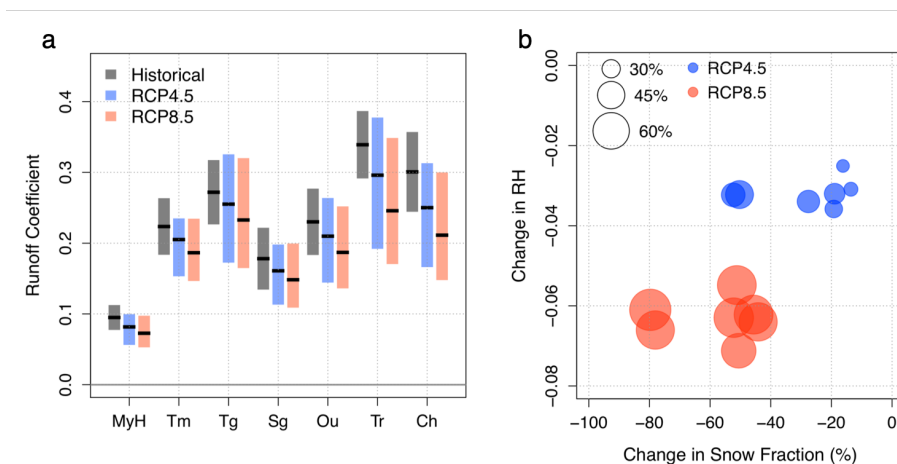 a
Runoff Coefficient
0.4
0.3
0.2
0.1
0.0
Historical
RCP4.5
RCP8.5
MyH Tm Tg Sg Ou Tr Ch
b
Change in RH
0.00
−0.02
−0.04
−0.06
−0.08
30%
45%
60%
RCP4.5
RCP8.5
−100 −80 −60 −40 −20 0
Change in Snow Fraction (%)